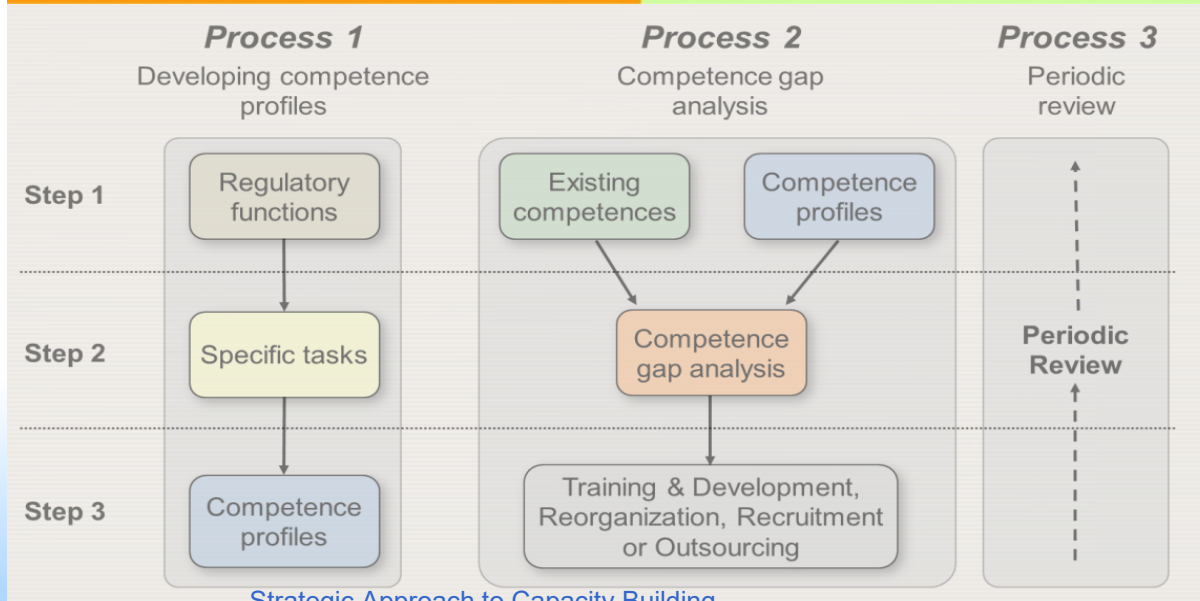 Process 1
Developing competence
profiles
Process 2
Competence gap
analysis
Process 3
Periodic
review
Step 1
Regulatory
functions
Existing
competences
Competence
profiles
Step 2
Specific tasks
Competence
gap analysis
Periodic
Review
Step 3
Competence
profiles
Training & Development,
Reorganization, Recruitment
or Outsourcing
Strategic Approach to Capacity Building